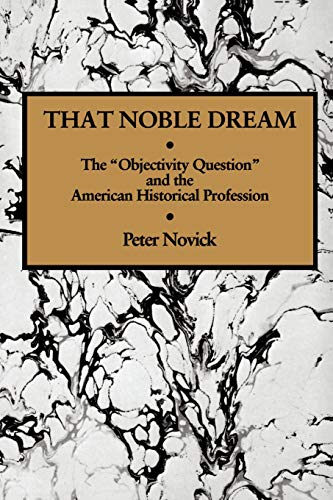 THAT NOBLE DREAM
•
The “Objectivity Question”
and the
American Historical Profession
•
Peter Novick